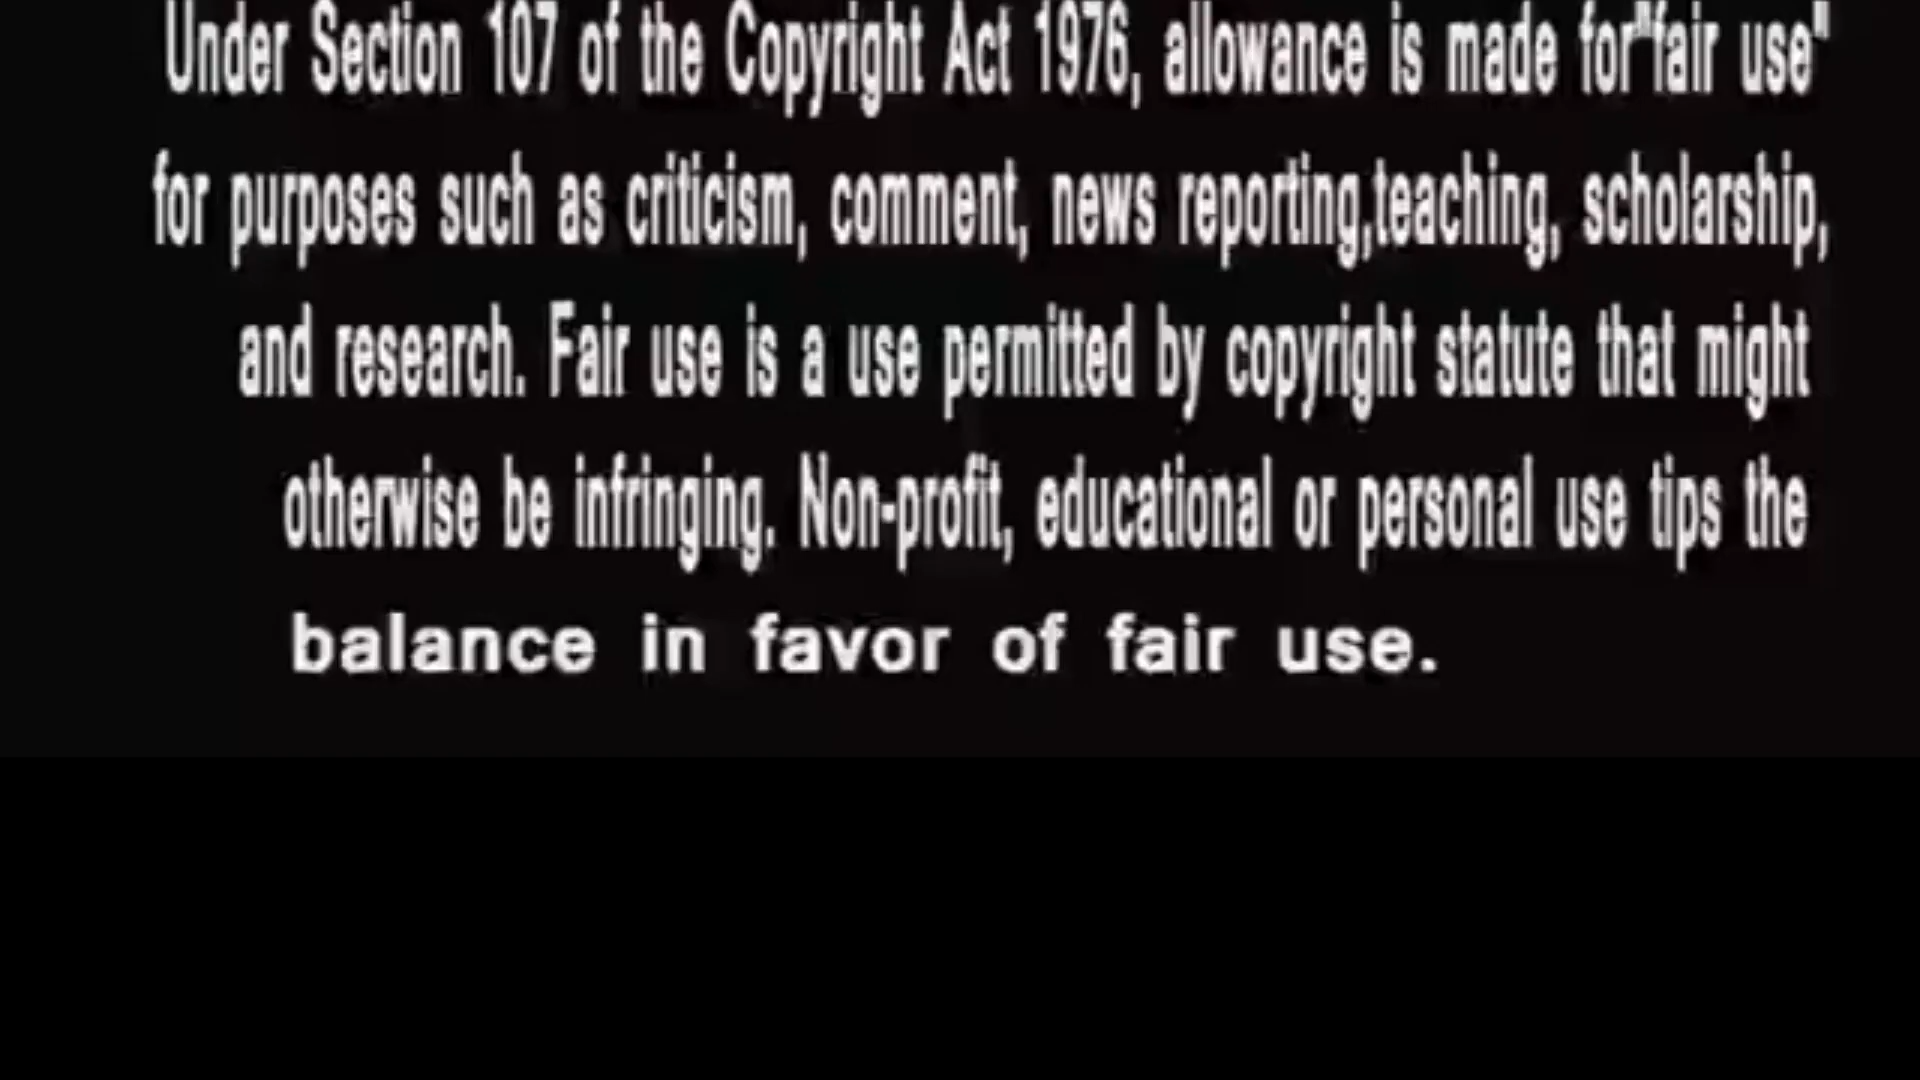 Under Section 107 of the Copyright Act 1976, allowance is made for"fair use"
for purposes such as criticism, comment, news reporting,teaching, scholarship,
and research. Fair use is a use permitted by copyright statute that might
otherwise be infringing. Non-profit, educational or personal use tips the
balance in favor of fair use.